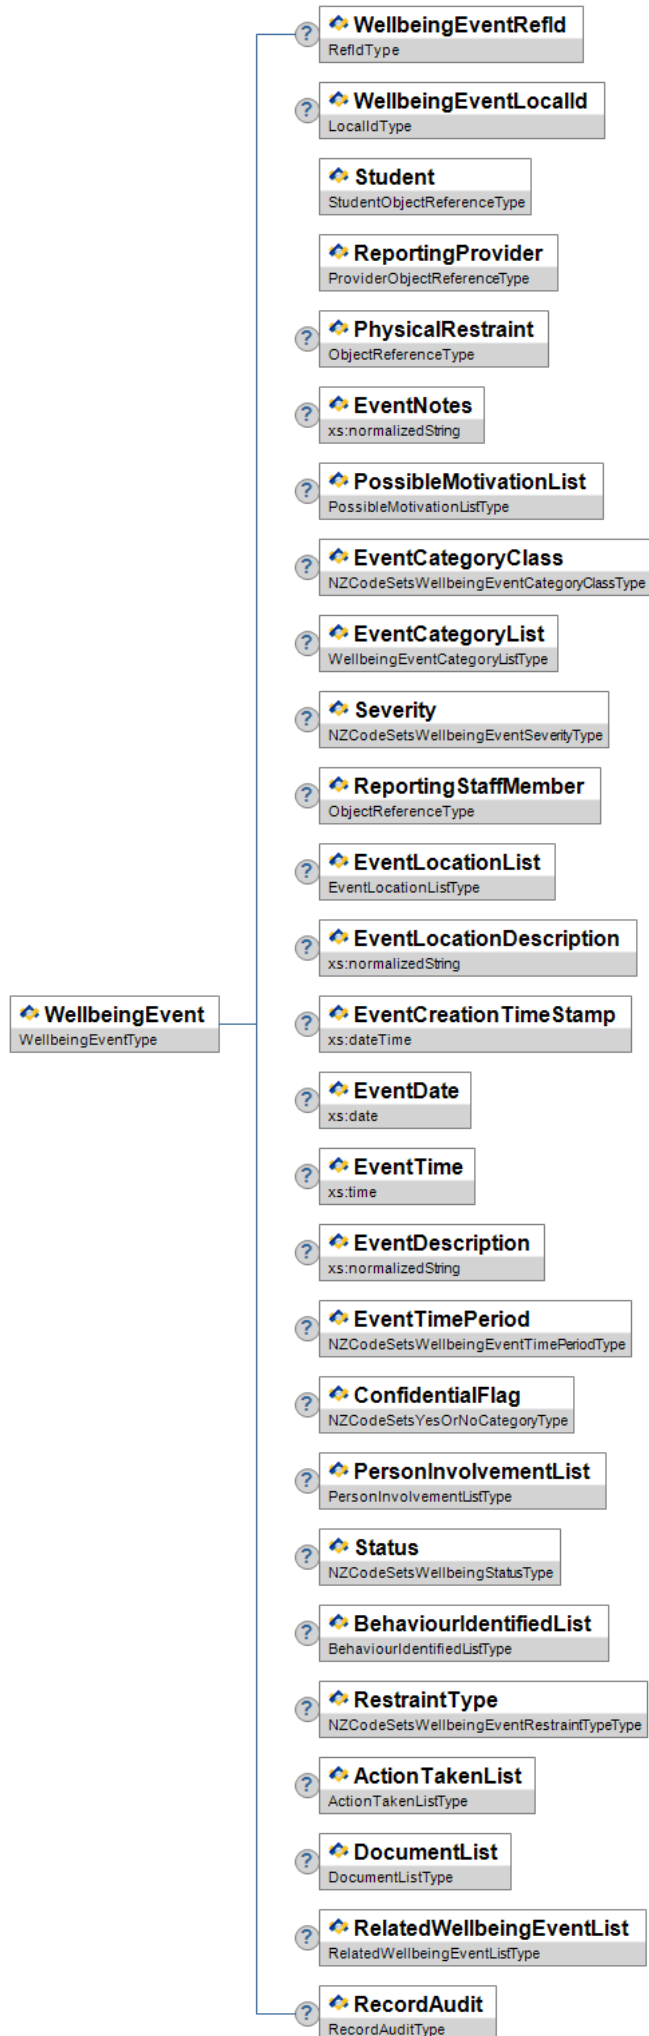 ?
WellbeingEventRefId
RefIdType
?
WellbeingEventLocalId
LocalIdType
Student
StudentObjectReferenceType
ReportingProvider
ProviderObjectReferenceType
?
PhysicalRestraint
ObjectReferenceType
?
EventNotes
xs:normalizedString
?
PossibleMotivationList
PossibleMotivationListType
?
EventCategoryClass
NZCodeSetsWellbeingEventCategoryClassType
?
EventCategoryList
WellbeingEventCategoryListType
?
Severity
NZCodeSetsWellbeingEventSeverityType
?
ReportingStaffMember
ObjectReferenceType
?
EventLocationList
EventLocationListType
?
EventLocationDescription
xs:normalizedString
WellbeingEvent
WellbeingEventType
?
EventCreationTimeStamp
xs:dateTime
?
EventDate
xs:date
?
EventTime
xs:time
?
EventDescription
xs:normalizedString
?
EventTimePeriod
NZCodeSetsWellbeingEventTimePeriodType
?
ConfidentialFlag
NZCodeSetsYesOrNoCategoryType
?
PersonInvolvementList
PersonInvolvementListType
?
Status
NZCodeSetsWellbeingStatusType
?
BehaviourIdentifiedList
BehaviourIdentifiedListType
?
RestraintType
NZCodeSetsWellbeingEventRestraintTypeType
?
ActionTakenList
ActionTakenListType
?
DocumentList
DocumentListType
?
RelatedWellbeingEventList
RelatedWellbeingEventListType
?
RecordAudit
RecordAuditType